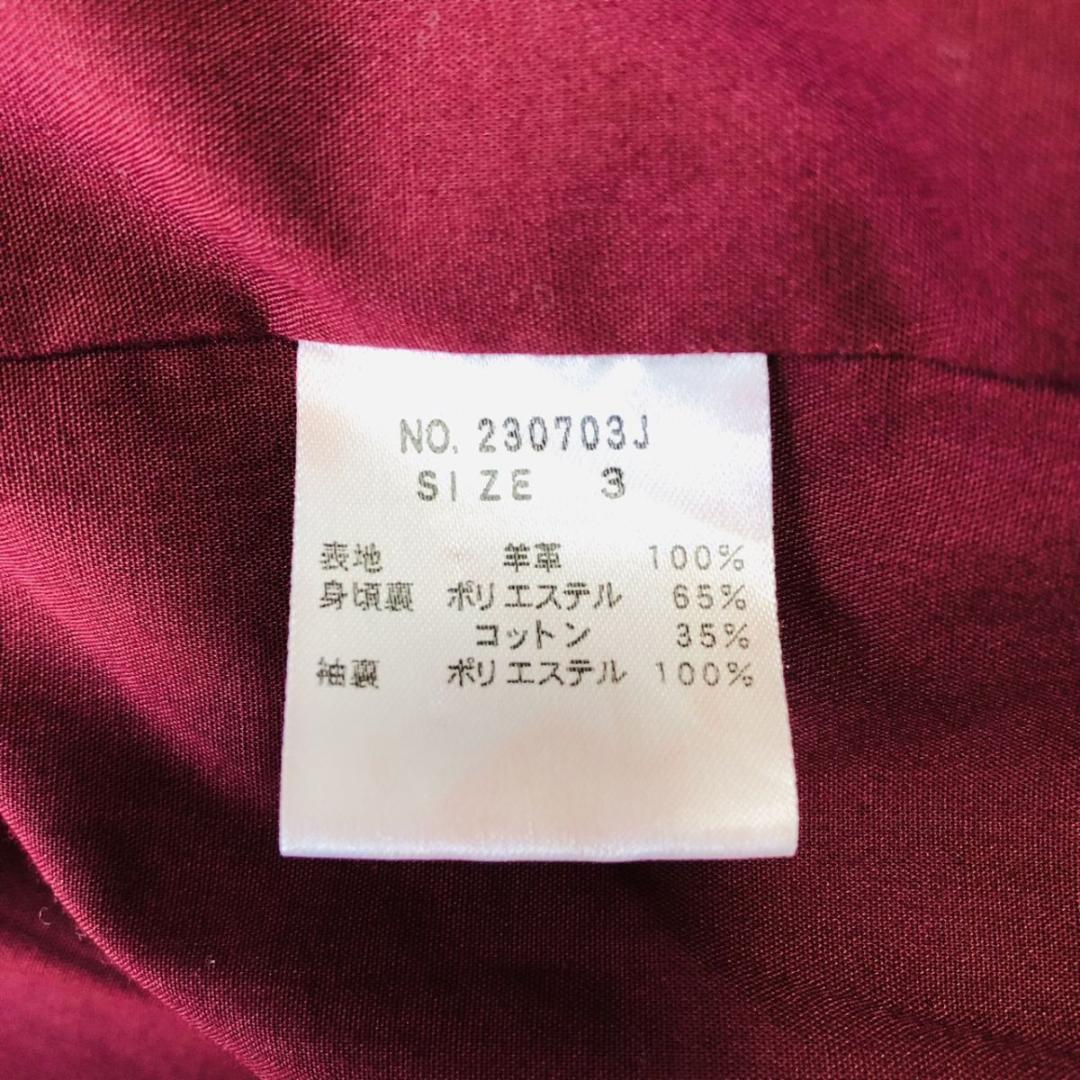 NO. 230703J
SIZE 3
表地 羊革 100%
身頃裏 ポリエステル 65%
コットン 35%
袖裏 ポリエステル 100%